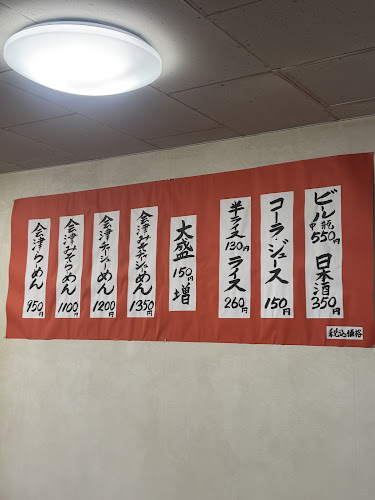 ビール中瓶550円 日本酒350円
コーラ・ジュース 150円
半ライス130円 ライス260円
大盛150円増
会津みそチャーシューめん 1350円
会津チャーシューめん 1200円
会津みそらーめん 1100円
会津らーめん 950円
税込価格